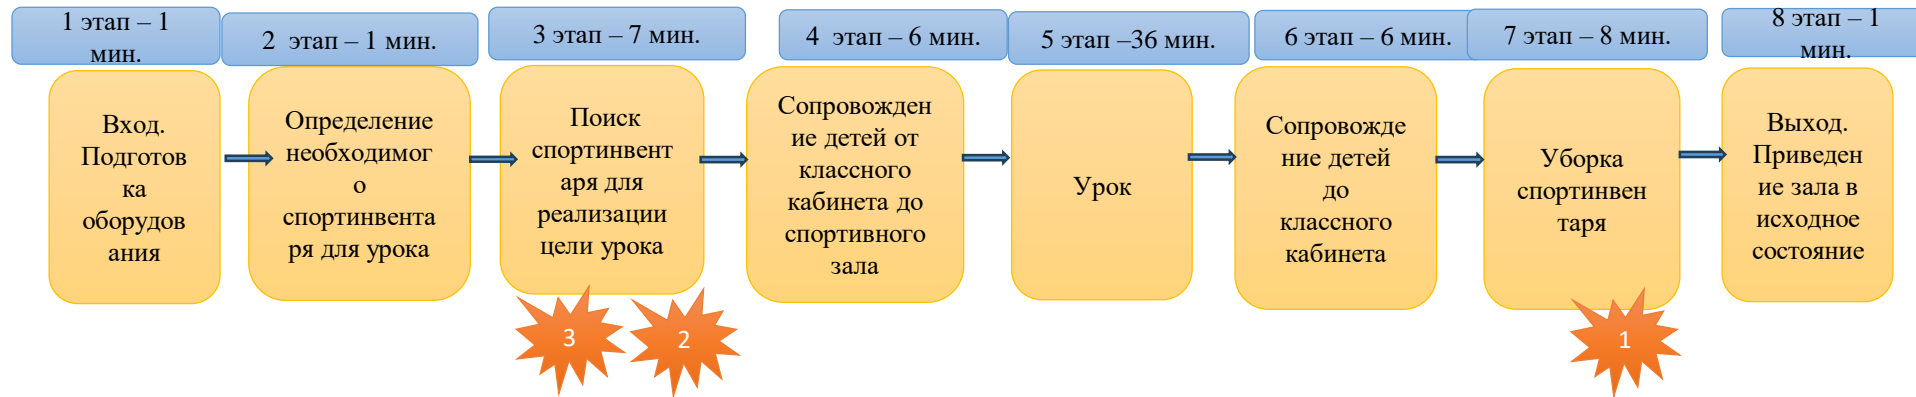 1 этап – 1
мин.
2  этап – 1 мин.
3 этап – 7 мин.
4  этап – 6 мин.
5 этап –36 мин.
6 этап – 6 мин.
7 этап – 8 мин.
8 этап – 1
мин.
Вход.
Подготов
ка
оборудов
ания
Определение
необходимог
о
спортинвента
ря для урока
Поиск
спортинвент
аря для
реализации
цели урока
Сопровожден
ие детей от
классного
кабинета до
спортивного
зала
Урок
Сопровожде
ние детей
до
классного
кабинета
Уборка
спортинвен
таря
Выход.
Приведен
ие зала в
исходное
состояние
3
2
1